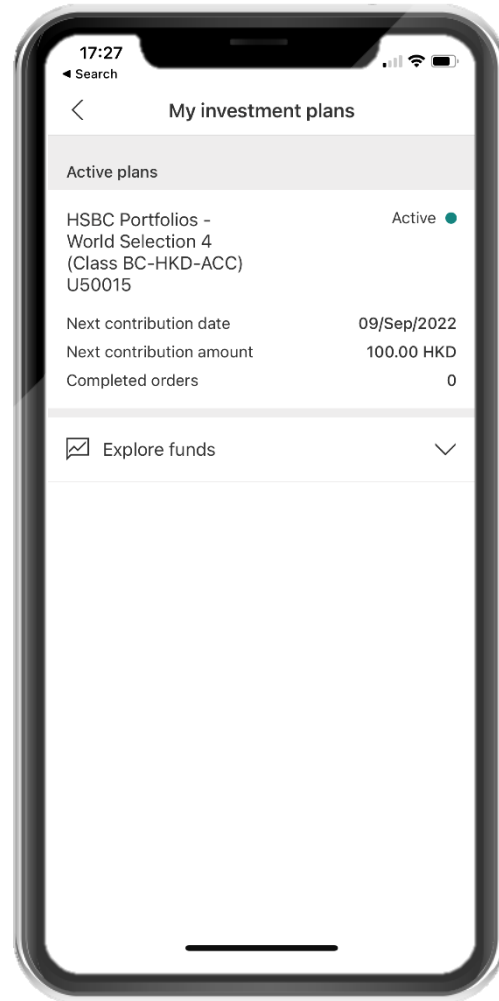 17:27
◀ Search
My investment plans
Active plans
HSBC Portfolios - Active
World Selection 4
(Class BC-HKD-ACC)
U50015
Next contribution date 09/Sep/2022
Next contribution amount 100.00 HKD
Completed orders 0
Explore funds